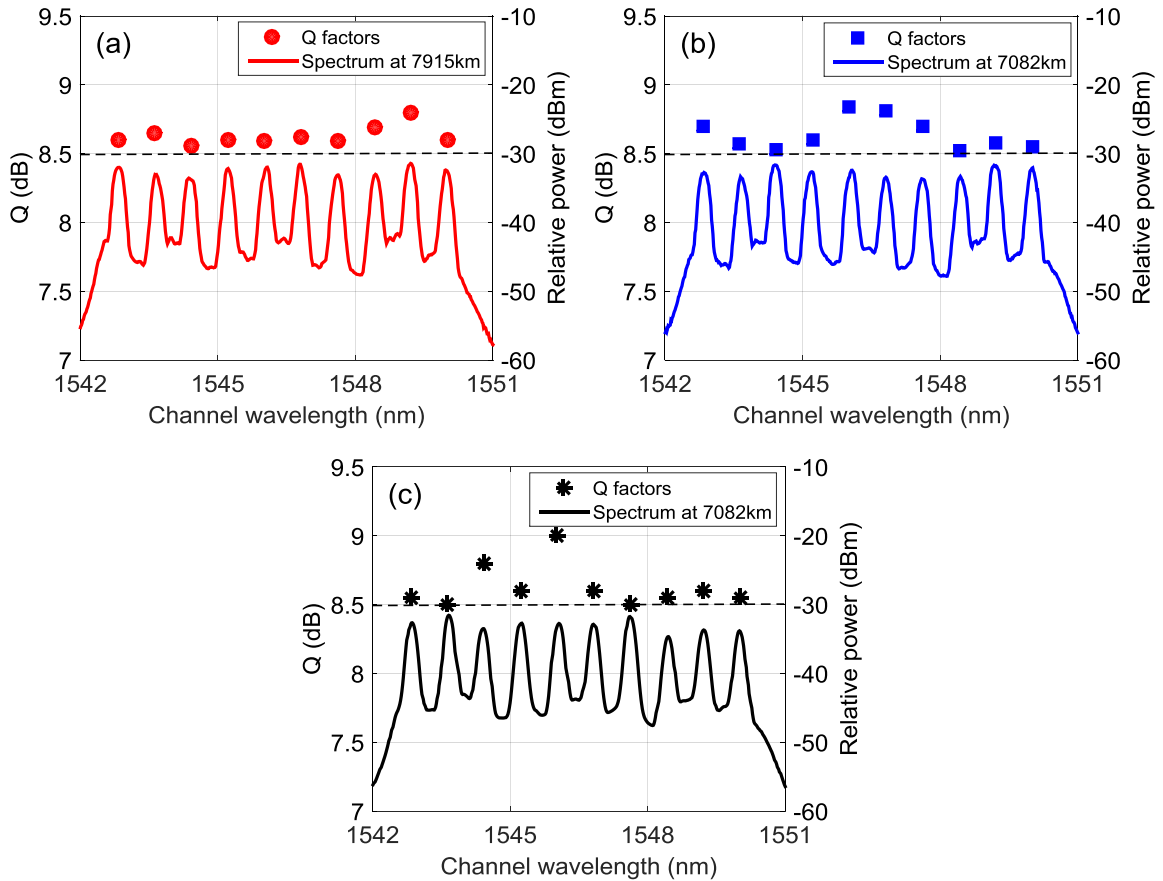 (a)
Q factors
Spectrum at 7915km
9.5
9
8.5
8
7.5
7
Q (dB)
-10
-20
-30
-40
-50
-60
Relative power (dBm)
1542
1545
1548
1551
Channel wavelength (nm)
(b)
Q factors
Spectrum at 7082km
9.5
9
8.5
8
7.5
7
Q (dB)
-10
-20
-30
-40
-50
-60
Relative power (dBm)
1542
1545
1548
1551
Channel wavelength (nm)
(c)
Q factors
Spectrum at 7082km
9.5
9
8.5
8
7.5
7
Q (dB)
-10
-20
-30
-40
-50
-60
Relative power (dBm)
1542
1545
1548
1551
Channel wavelength (nm)